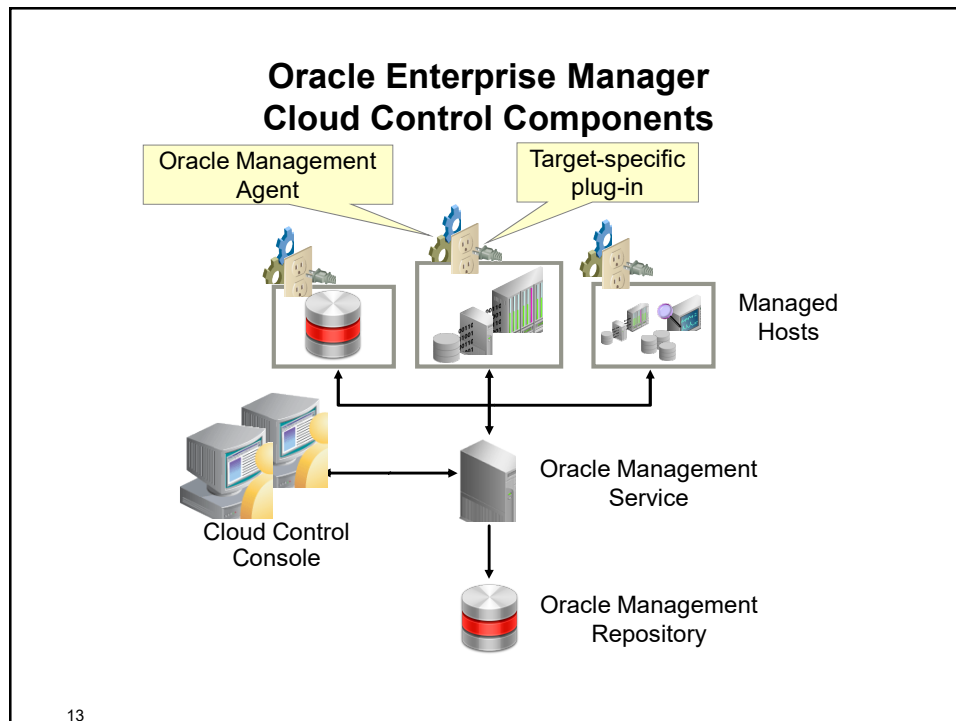 Oracle Enterprise Manager
Cloud Control Components
Oracle Management
Agent
Target-specific
plug-in
Managed
Hosts
Oracle Management
Service
Cloud Control
Console
Oracle Management
Repository
13